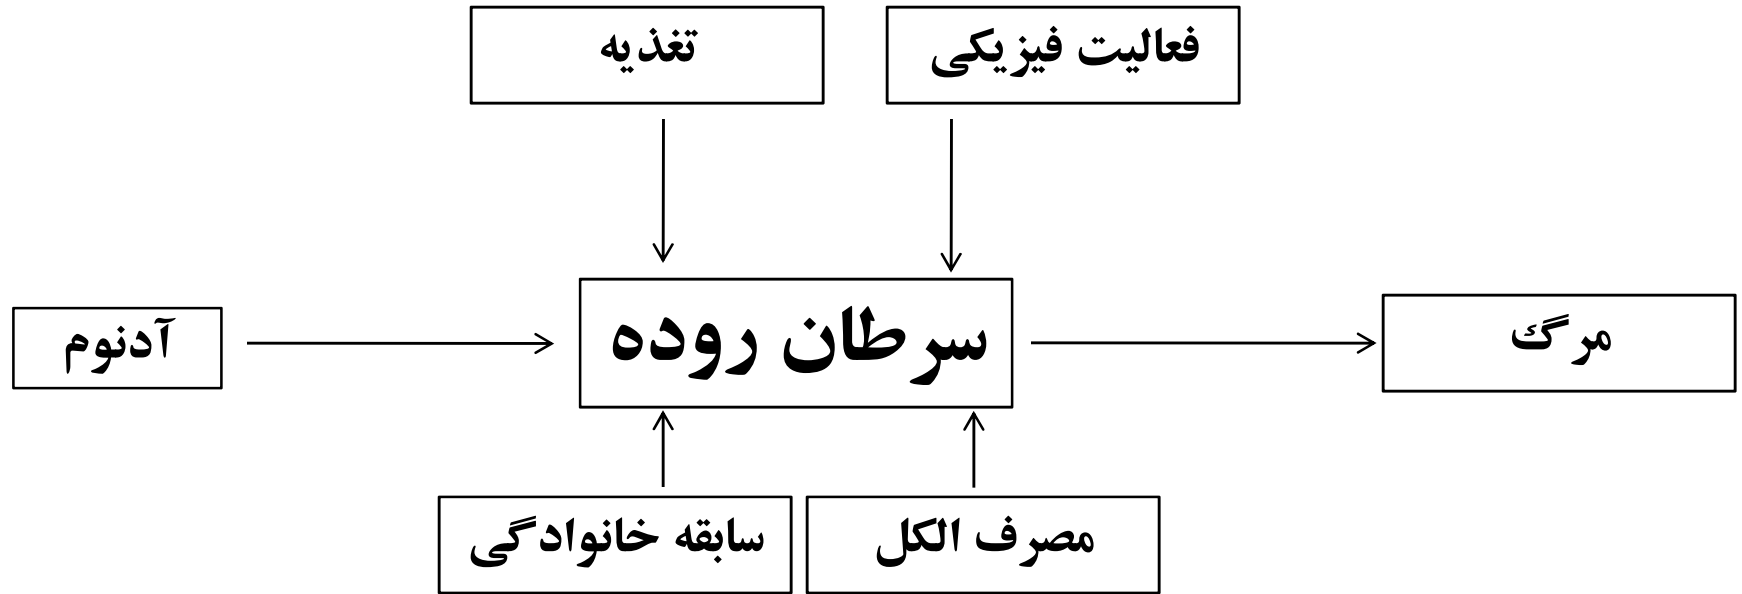 فعالیت فیزیکی
تغذیه
مرگ
سرطان روده
آدنوم
مصرف الکل
سابقه خانوادگی